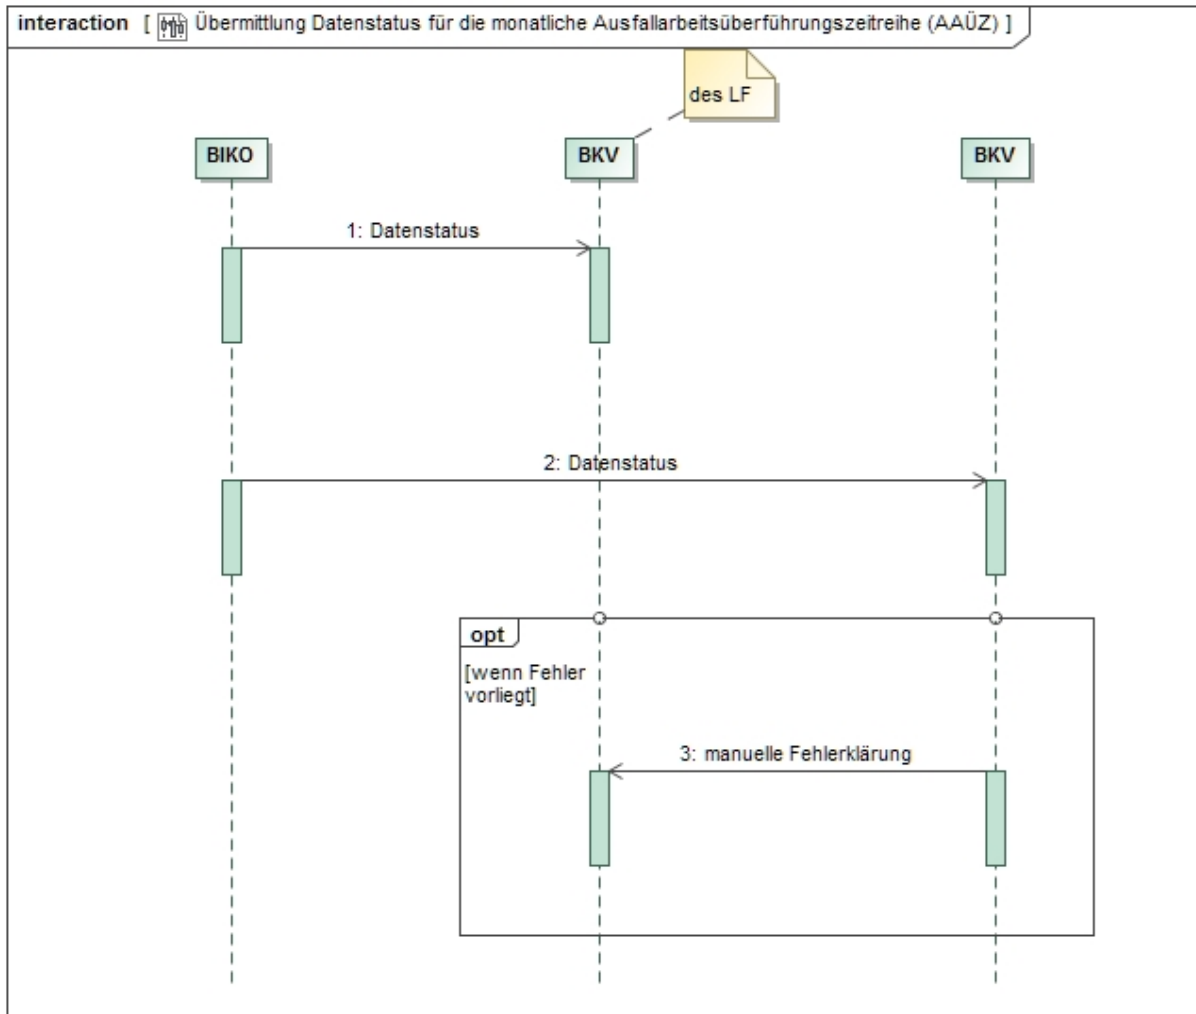 interaction [ Übermittlung Datenstatus für die monatliche Ausfallarbeitsüberführungszeitreihe (AAÜZ) ]
des LF
BIKO
BKV
BKV
1: Datenstatus
2: Datenstatus
opt
[wenn Fehler
vorliegt]
3: manuelle Fehlerklärung